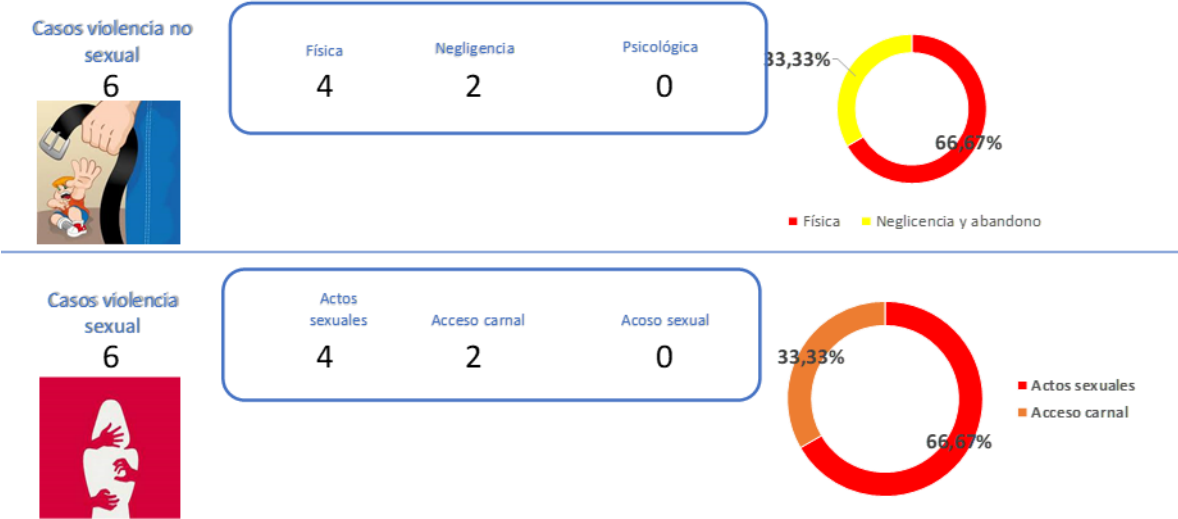 Casos violencia no
sexual
6
Física
4
Negligencia
2
Psicológica
0
33,33%
66,67%
Física
Neglicencia y abandono
Casos violencia
sexual
6
Actos
sexuales
4
Acceso carnal
2
Acoso sexual
0
33,33%
66,67%
Actos sexuales
Acceso carnal